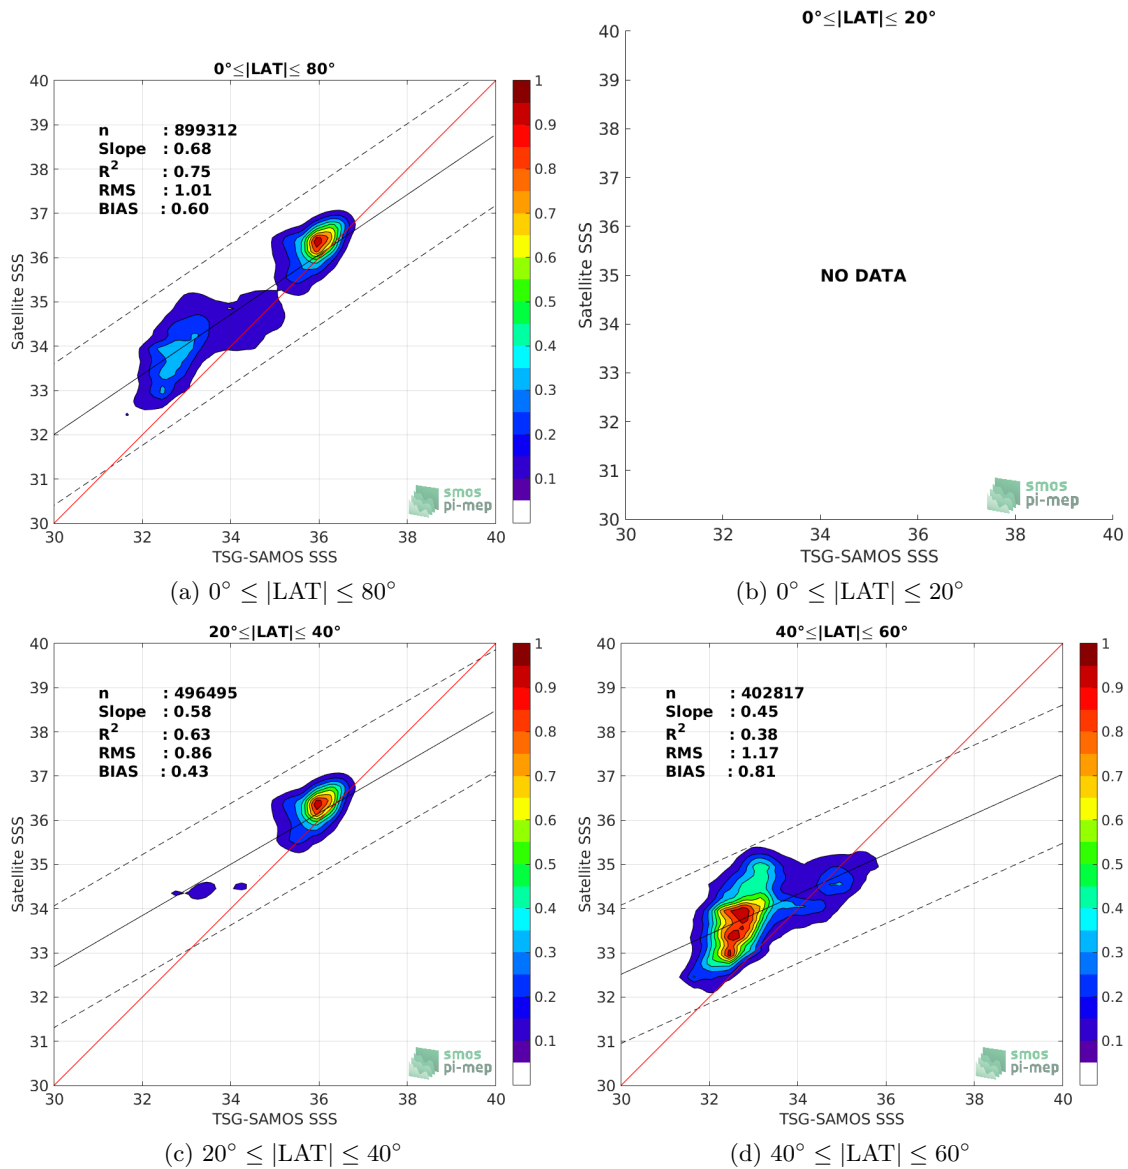 0°≤|LAT|≤ 80°
40
39
38
37
36
35
34
33
32
31
30
30
32
34
36
38
40
Satellite SSS
TSG-SAMOS SSS
n : 899312
Slope : 0.68
R² : 0.75
RMS : 1.01
BIAS : 0.60
1
0.9
0.8
0.7
0.6
0.5
0.4
0.3
0.2
0.1
smos
pi-mep
(a) 0° ≤ |LAT| ≤ 80°
0°≤|LAT|≤ 20°
40
39
38
37
36
35
34
33
32
31
30
30
32
34
36
38
40
Satellite SSS
TSG-SAMOS SSS
NO DATA
smos
pi-mep
(b) 0° ≤ |LAT| ≤ 20°
20°≤|LAT|≤ 40°
40
39
38
37
36
35
34
33
32
31
30
30
32
34
36
38
40
Satellite SSS
TSG-SAMOS SSS
n : 496495
Slope : 0.58
R² : 0.63
RMS : 0.86
BIAS : 0.43
1
0.9
0.8
0.7
0.6
0.5
0.4
0.3
0.2
0.1
smos
pi-mep
(c) 20° ≤ |LAT| ≤ 40°
40°≤|LAT|≤ 60°
40
39
38
37
36
35
34
33
32
31
30
30
32
34
36
38
40
Satellite SSS
TSG-SAMOS SSS
n : 402817
Slope : 0.45
R² : 0.38
RMS : 1.17
BIAS : 0.81
1
0.9
0.8
0.7
0.6
0.5
0.4
0.3
0.2
0.1
smos
pi-mep
(d) 40° ≤ |LAT| ≤ 60°